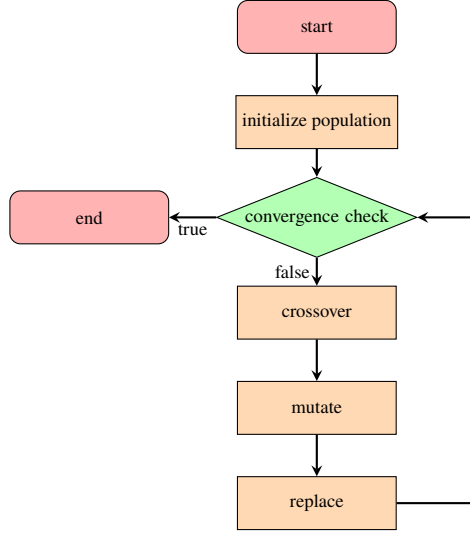 start
initialize population
convergence check
end
true
false
crossover
mutate
replace